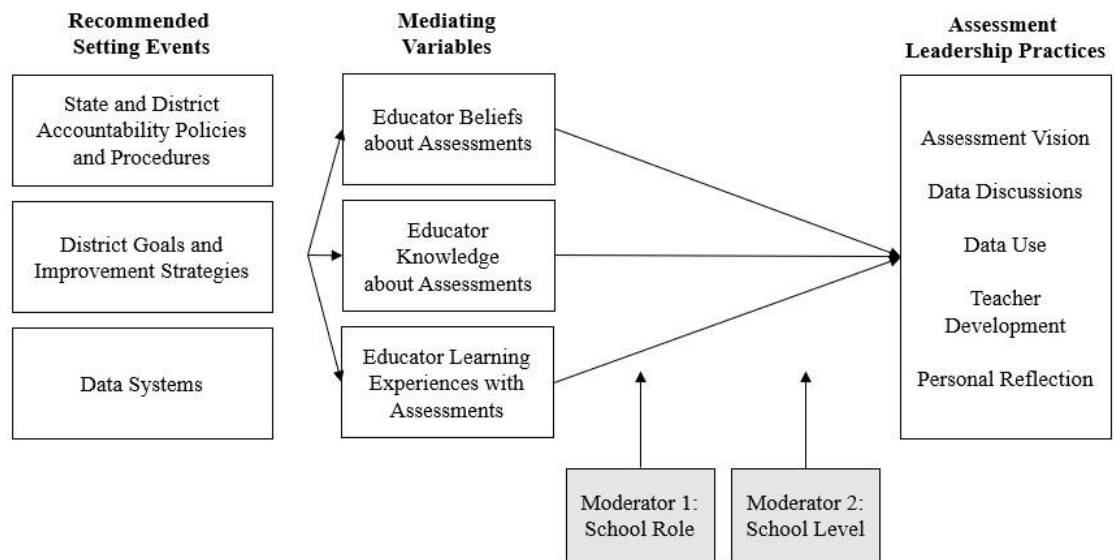 Recommended
Setting Events
State and District
Accountability Policies
and Procedures
District Goals and
Improvement Strategies
Data Systems
Mediating
Variables
Educator Beliefs
about Assessments
Educator
Knowledge
about Assessments
Educator Learning
Experiences with
Assessments
Moderator 1:
School Role
Moderator 2:
School Level
Assessment
Leadership Practices
Assessment Vision
Data Discussions
Data Use
Teacher
Development
Personal Reflection